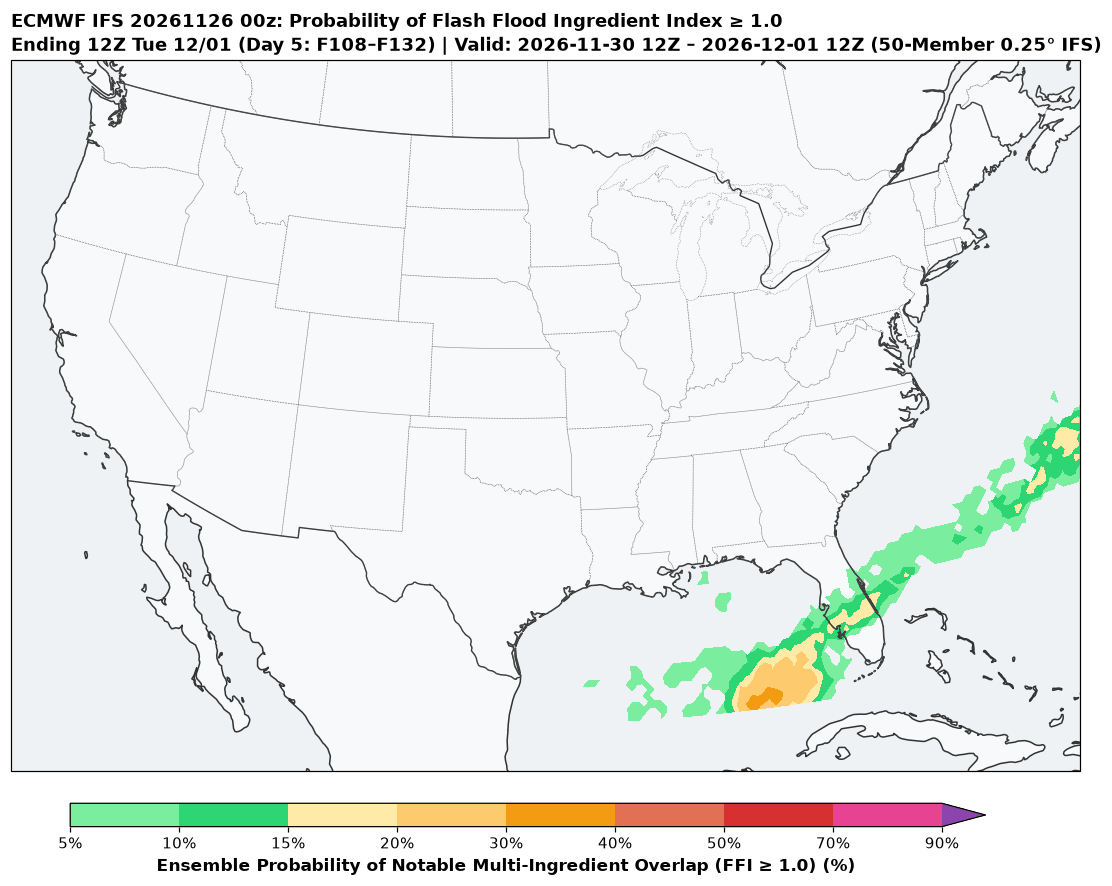 ECMWF IFS 20261126 00z: Probability of Flash Flood Ingredient Index ≥ 1.0
Ending 12Z Tue 12/01 (Day 5: F108–F132) | Valid: 2026-11-30 12Z – 2026-12-01 12Z (50-Member 0.25° IFS)
5% 10% 15% 20% 30% 40% 50% 70% 90%
Ensemble Probability of Notable Multi-Ingredient Overlap (FFI ≥ 1.0) (%)